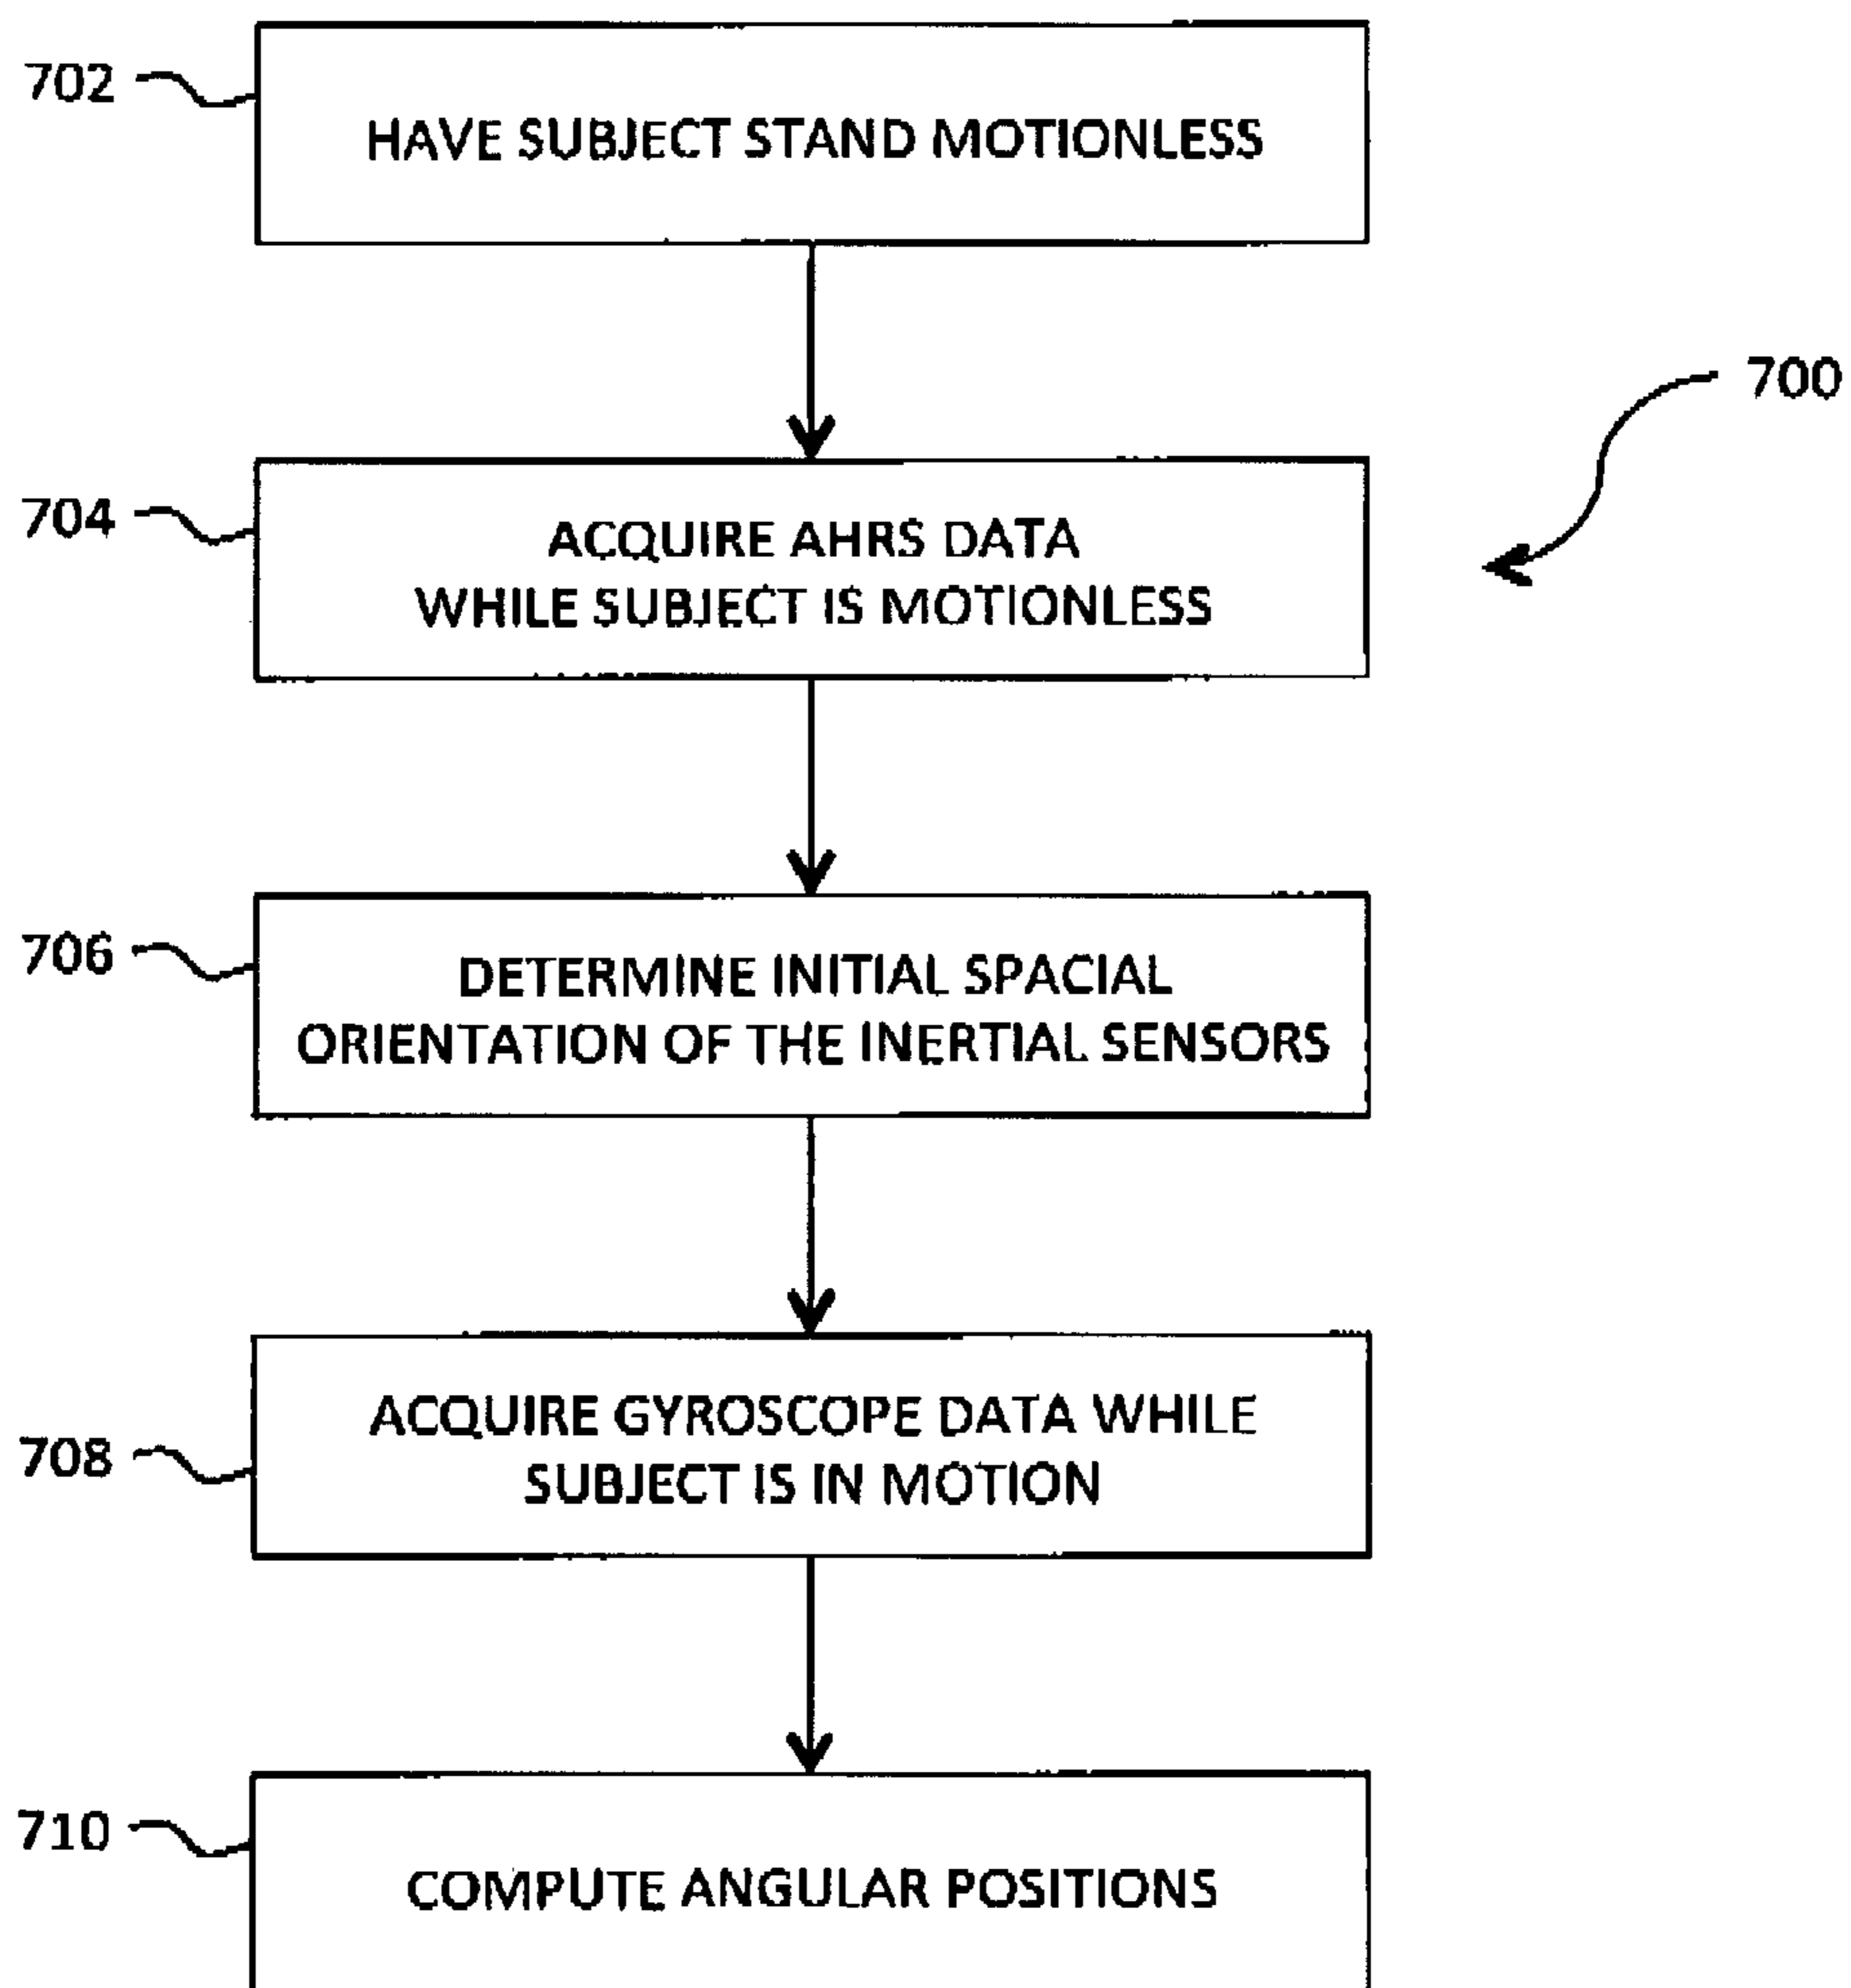 702
HAVE SUBJECT STAND MOTIONLESS
700
704
ACQUIRE AHRS DATA
WHILE SUBJECT IS MOTIONLESS
706
DETERMINE INITIAL SPACIAL
ORIENTATION OF THE INERTIAL SENSORS
708
ACQUIRE GYROSCOPE DATA WHILE
SUBJECT IS IN MOTION
710
COMPUTE ANGULAR POSITIONS